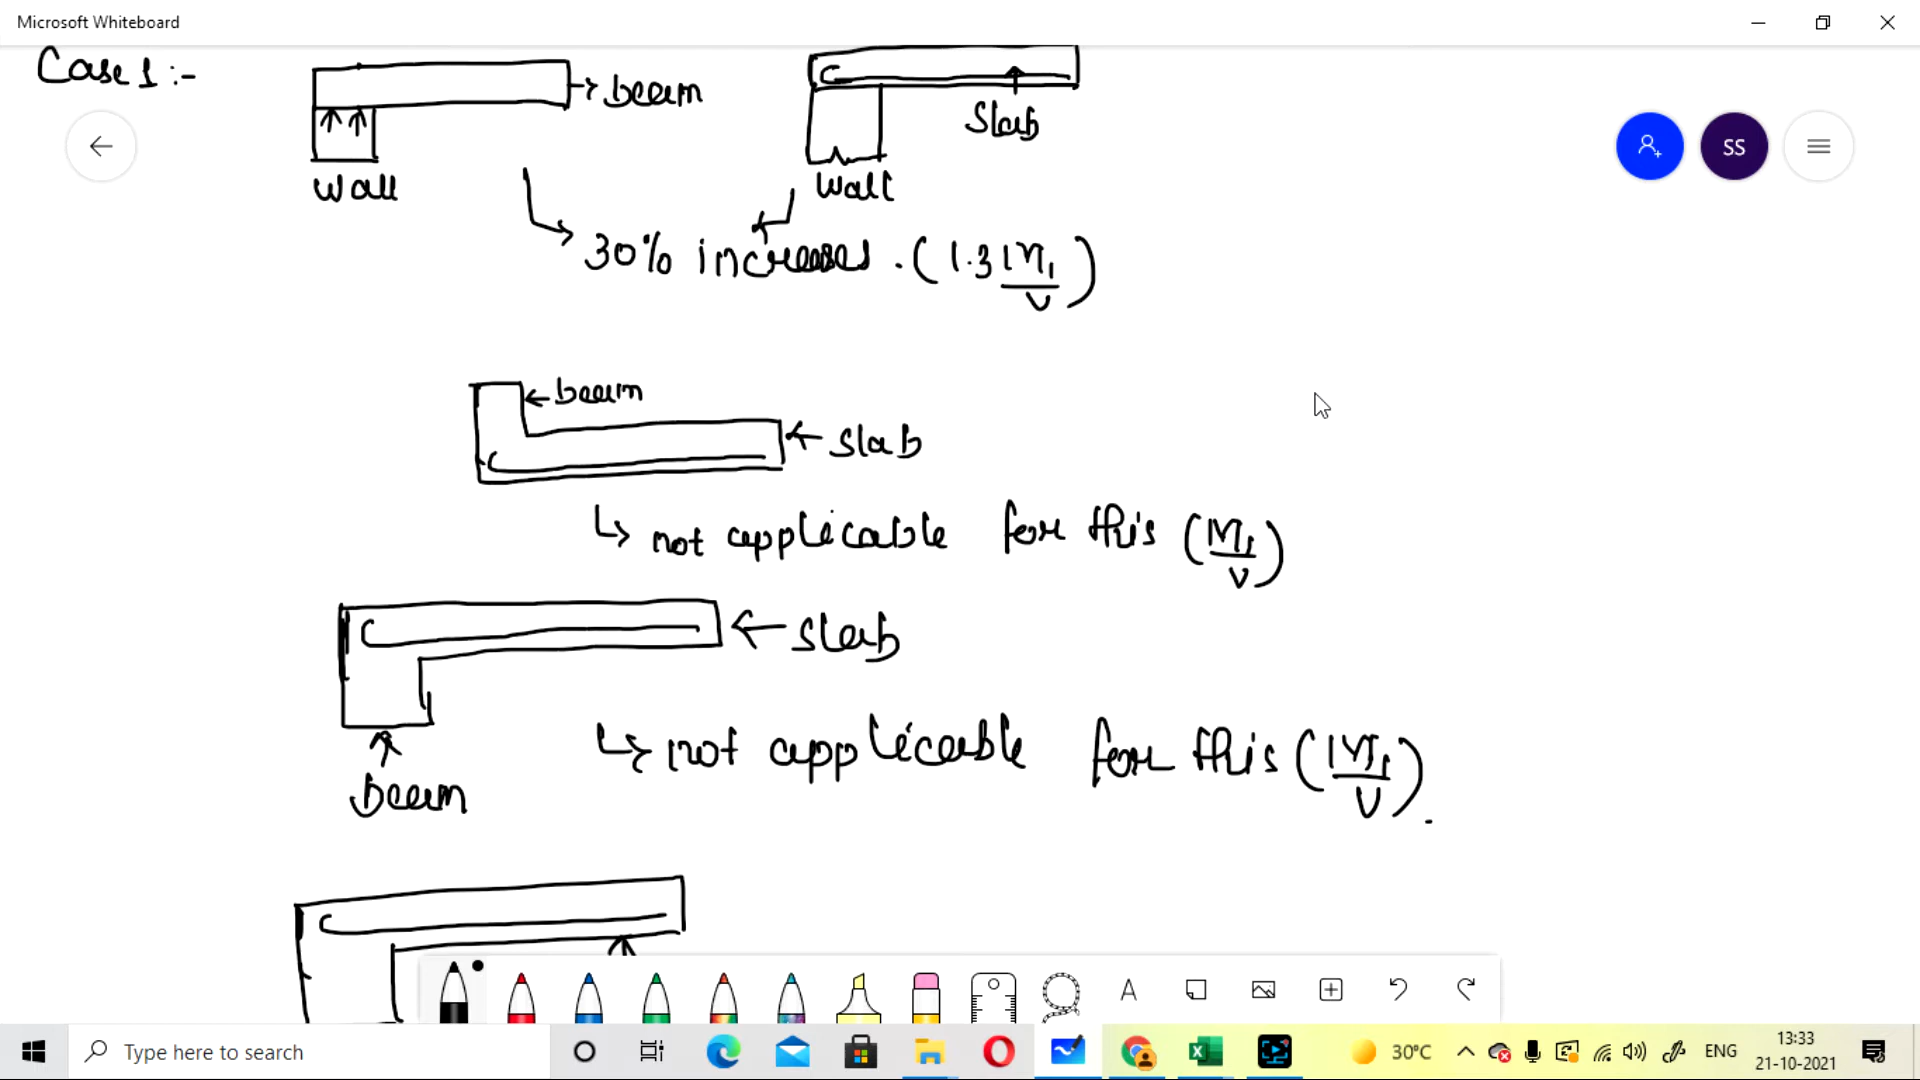 Microsoft Whiteboard
Case 1 :-
beam
Slab
Wall
Wall
30% increases. (1.3 M1/V)
beam
Slab
not applicable for this (M1/V)
Slab
not applicable for this (M1/V).
beam
SS
A
Type here to search
30°C
ENG
13:33
21-10-2021